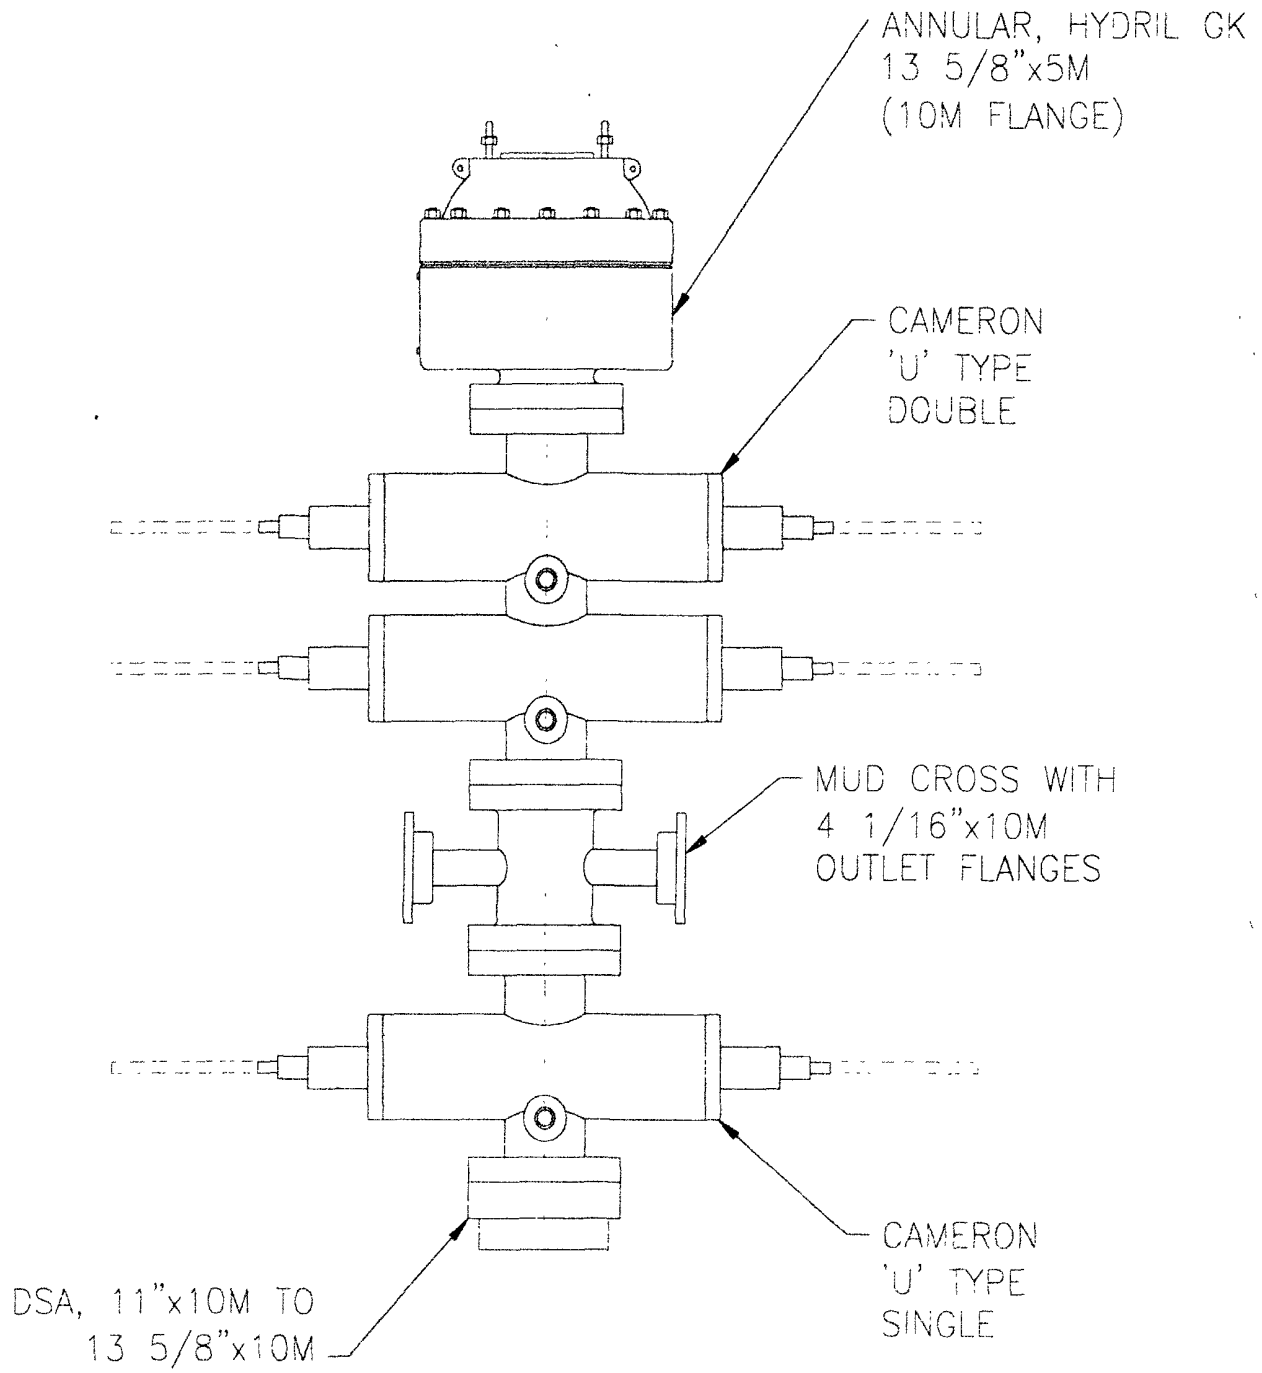 ANNULAR, HYDRIL GK
13 5/8"x5M
(10M FLANGE)
CAMERON
'U' TYPE
DOUBLE
MUD CROSS WITH
4 1/16"x10M
OUTLET FLANGES
CAMERON
'U' TYPE
SINGLE
DSA, 11"x10M TO
13 5/8"x10M